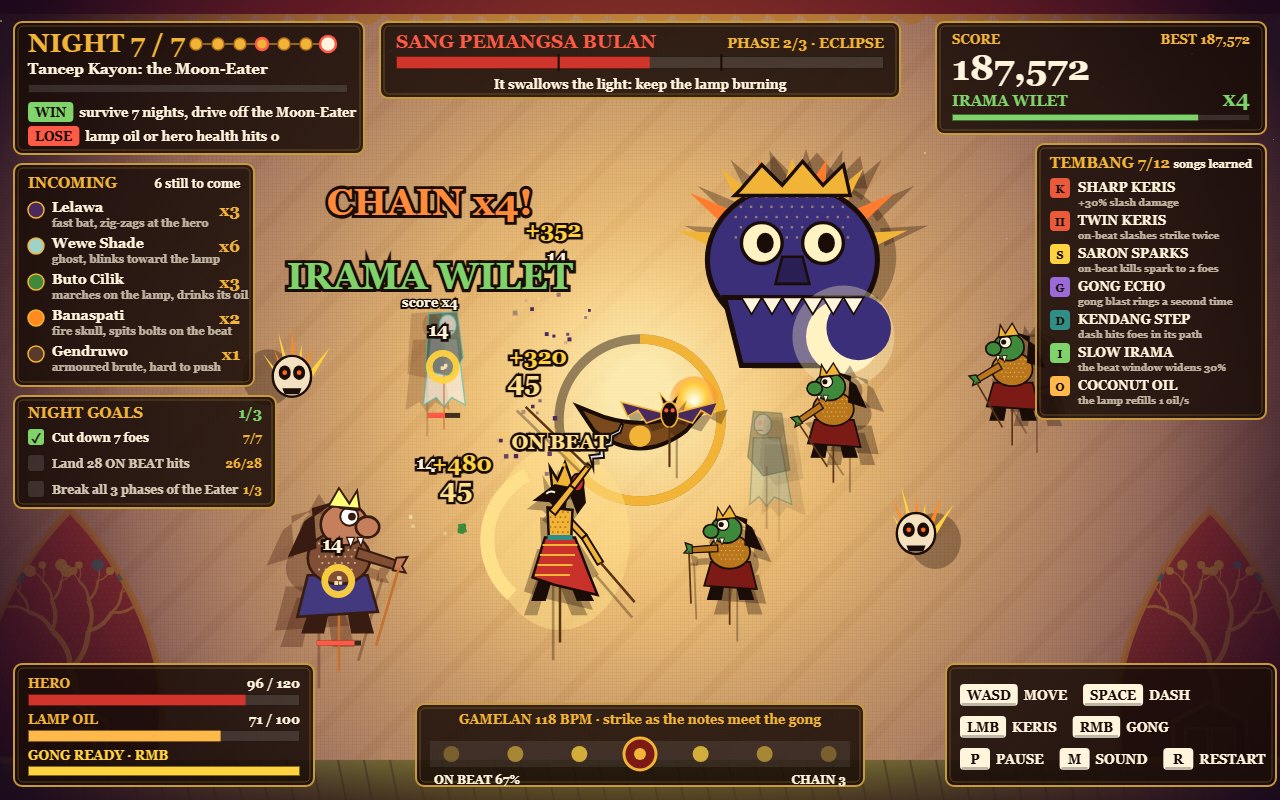 NIGHT 7 / 7
Tancep Kayon: the Moon-Eater
WIN survive 7 nights, drive off the Moon-Eater
LOSE lamp oil or hero health hits 0
SANG PEMANGSA BULAN PHASE 2/3 · ECLIPSE
It swallows the light: keep the lamp burning
SCORE BEST 187,572
187,572
IRAMA WILET x4
INCOMING 6 still to come
Lelawa x3
fast bat, zig-zags at the hero
Wewe Shade x6
ghost, blinks toward the lamp
Buto Cilik x3
marches on the lamp, drinks its oil
Banaspati x2
fire skull, spits bolts on the beat
Gendruwo x1
armoured brute, hard to push
NIGHT GOALS 1/3
Cut down 7 foes 7/7
Land 28 ON BEAT hits 26/28
Break all 3 phases of the Eater 1/3
TEMBANG 7/12 songs learned
K SHARP KERIS
+30% slash damage
II TWIN KERIS
on-beat slashes strike twice
S SARON SPARKS
on-beat kills spark to 2 foes
G GONG ECHO
gong blast rings a second time
D KENDANG STEP
dash hits foes in its path
I SLOW IRAMA
the beat window widens 30%
O COCONUT OIL
the lamp refills 1 oil/s
CHAIN x4!
+352
14
IRAMA WILET
score x4
14
+320
45
ON BEAT
14
+480
45
14
HERO 96 / 120
LAMP OIL 71 / 100
GONG READY · RMB
GAMELAN 118 BPM · strike as the notes meet the gong
ON BEAT 67% CHAIN 3
WASD MOVE SPACE DASH
LMB KERIS RMB GONG
P PAUSE M SOUND R RESTART